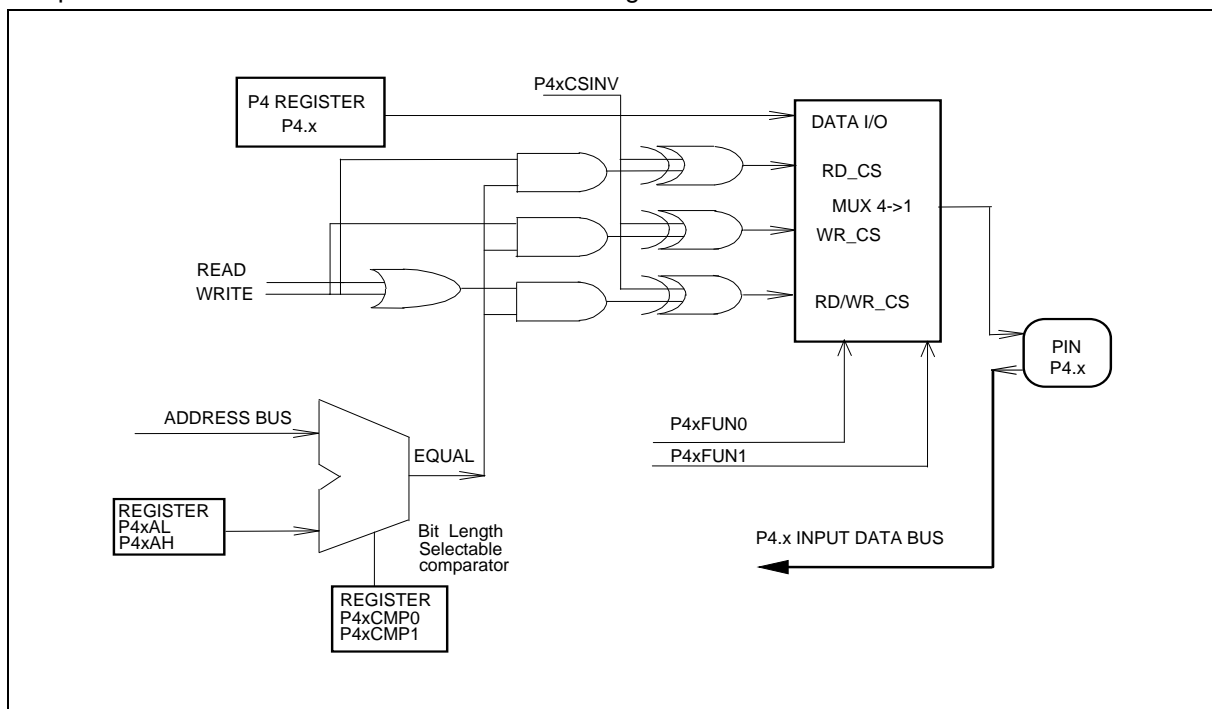 P4xCSINV
P4 REGISTER
P4.x
DATA I/O
RD_CS
MUX 4->1
WR_CS
READ
WRITE
RD/WR_CS
PIN
P4.x
ADDRESS BUS
P4xFUN0
EQUAL
P4xFUN1
REGISTER
P4xAL
P4xAH
Bit Length
Selectable
comparator
P4.x INPUT DATA BUS
REGISTER
P4xCMP0
P4xCMP1